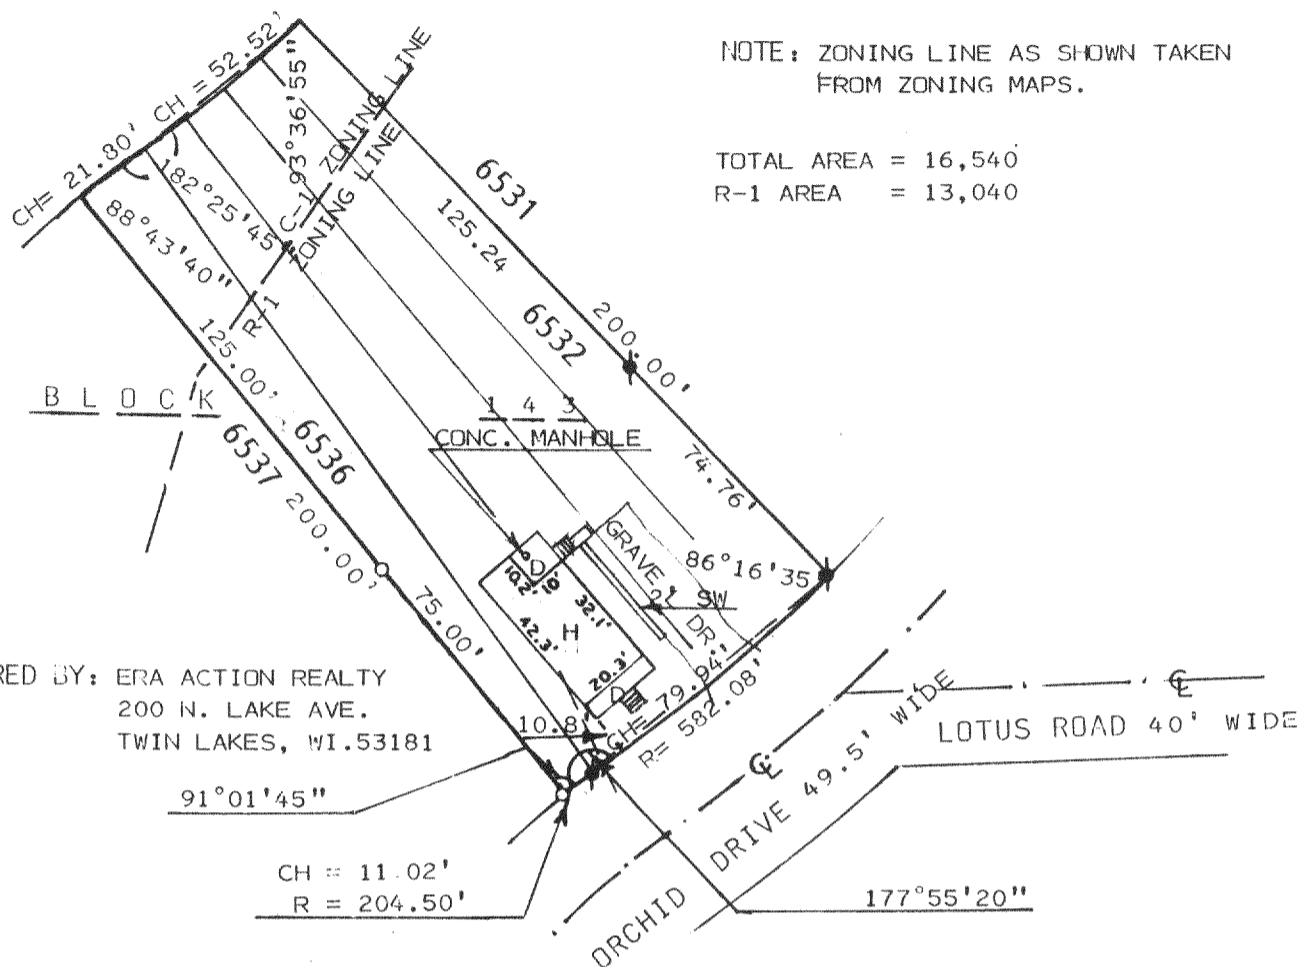 NOTE: ZONING LINE AS SHOWN TAKEN
FROM ZONING MAPS.
TOTAL AREA = 16,540
R-1 AREA = 13,040
CH= 21.80'
CH = 52.52'
93°36'55"
182°25'45
88°43'40"
C-1 ZONING LINE
R-1 ZONING LINE
6531
125.24
6532
200.00'
74.76'
125.00'
BLOCK
143
6537
6536
200.00'
75.00'
CONC. MANHOLE
GRAVEL DR.
2' SW
86°16'35
D
10.2'
10'
32.1'
42.3'
H
20.3'
D
10.8
CH= 79.94'
R= 582.08'
RED BY: ERA ACTION REALTY
200 N. LAKE AVE.
TWIN LAKES, WI.53181
91°01'45"
CH = 11.02'
R = 204.50'
177°55'20"
ORCHID DRIVE 49.5' WIDE
LOTUS ROAD 40' WIDE